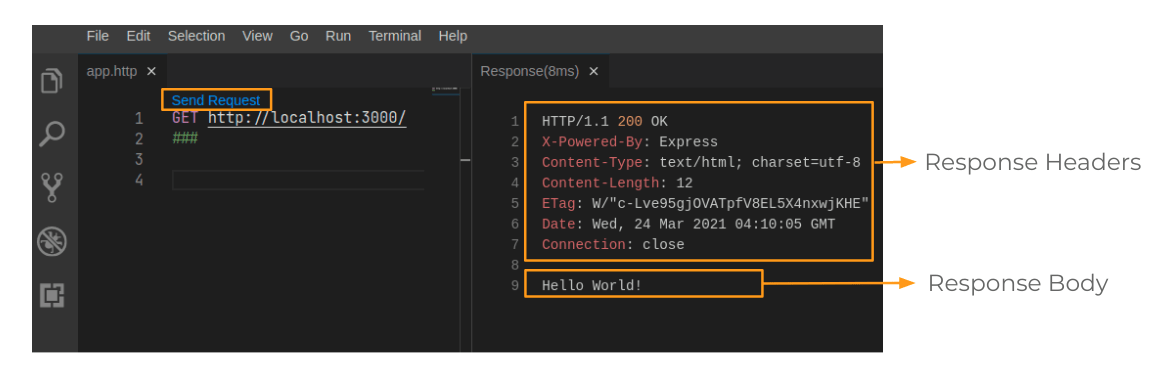 File Edit Selection View Go Run Terminal Help
app.http ×
Send Request
1 GET http://localhost:3000/
2 ###
3
4
Response(8ms) ×
1 HTTP/1.1 200 OK
2 X-Powered-By: Express
3 Content-Type: text/html; charset=utf-8
4 Content-Length: 12
5 ETag: W/"c-Lve95gjOVATpfV8EL5X4nxwjKHE"
6 Date: Wed, 24 Mar 2021 04:10:05 GMT
7 Connection: close
8
9 Hello World!
Response Headers
Response Body